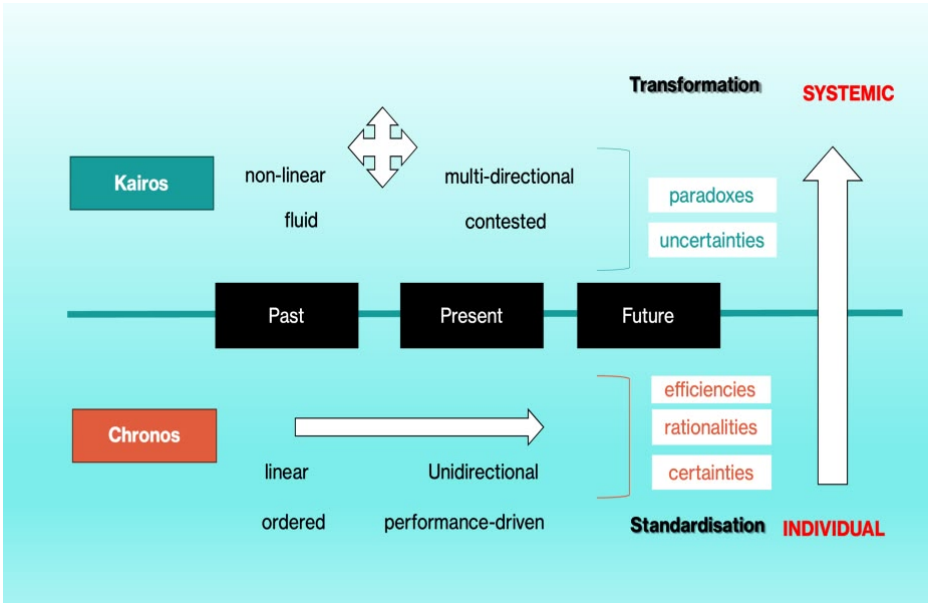 Transformation
SYSTEMIC
Kairos
non-linear
multi-directional
fluid
contested
paradoxes
uncertainties
Past
Present
Future
Chronos
linear
Unidirectional
ordered
performance-driven
efficiencies
rationalities
certainties
Standardisation
INDIVIDUAL